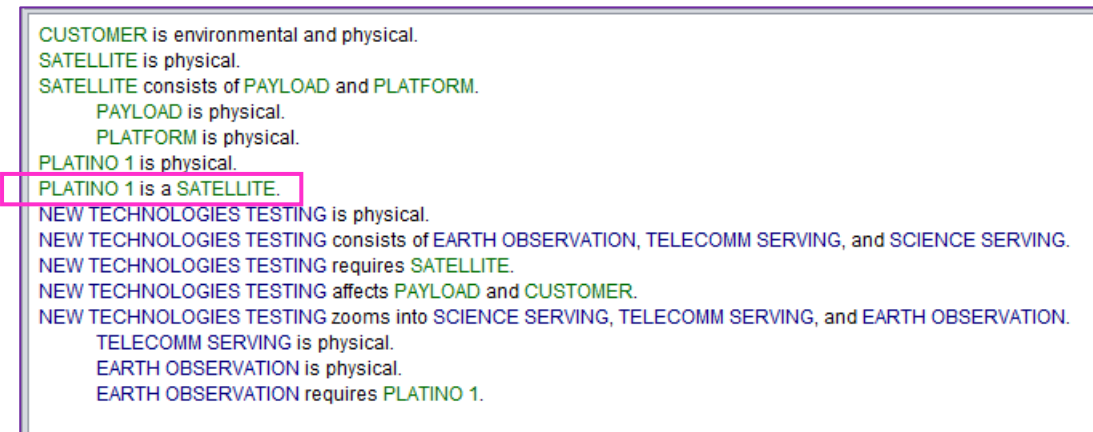 CUSTOMER is environmental and physical.
SATELLITE is physical.
SATELLITE consists of PAYLOAD and PLATFORM.
PAYLOAD is physical.
PLATFORM is physical.
PLATINO 1 is physical.
PLATINO 1 is a SATELLITE.
NEW TECHNOLOGIES TESTING is physical.
NEW TECHNOLOGIES TESTING consists of EARTH OBSERVATION, TELECOMM SERVING, and SCIENCE SERVING.
NEW TECHNOLOGIES TESTING requires SATELLITE.
NEW TECHNOLOGIES TESTING affects PAYLOAD and CUSTOMER.
NEW TECHNOLOGIES TESTING zooms into SCIENCE SERVING, TELECOMM SERVING, and EARTH OBSERVATION.
TELECOMM SERVING is physical.
EARTH OBSERVATION is physical.
EARTH OBSERVATION requires PLATINO 1.